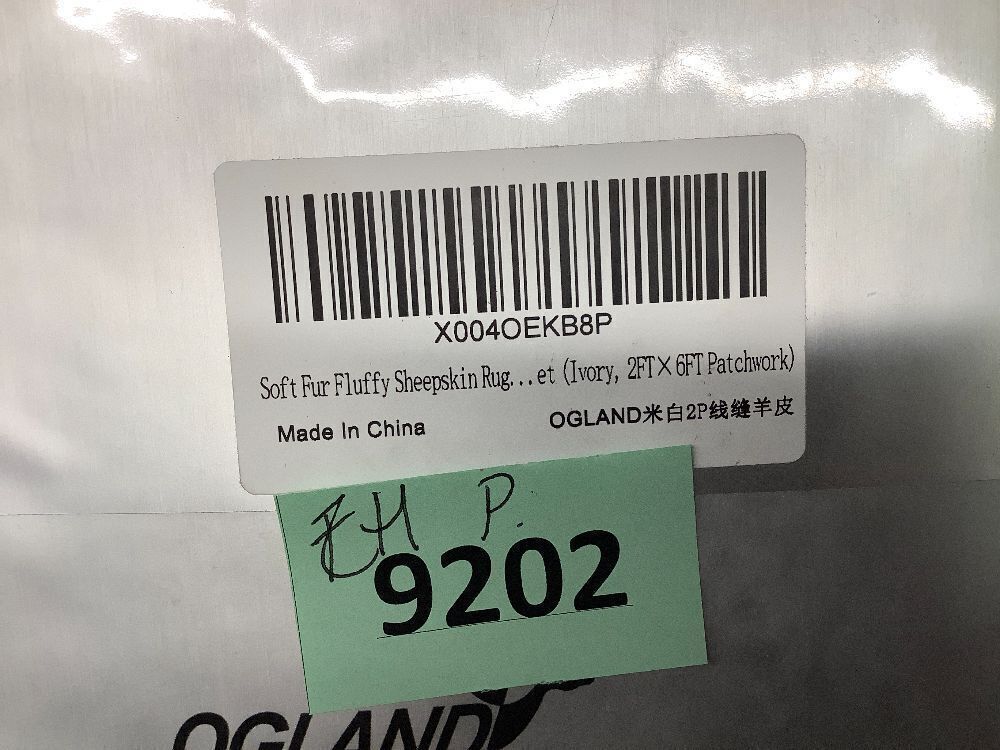 X004OEKB8P
Soft Fur Fluffy Sheepskin Rug...et (Ivory, 2FT×6FT Patchwork)
Made In China
OGLAND米白2P线缝羊皮
EH P.
9202
OGLAND